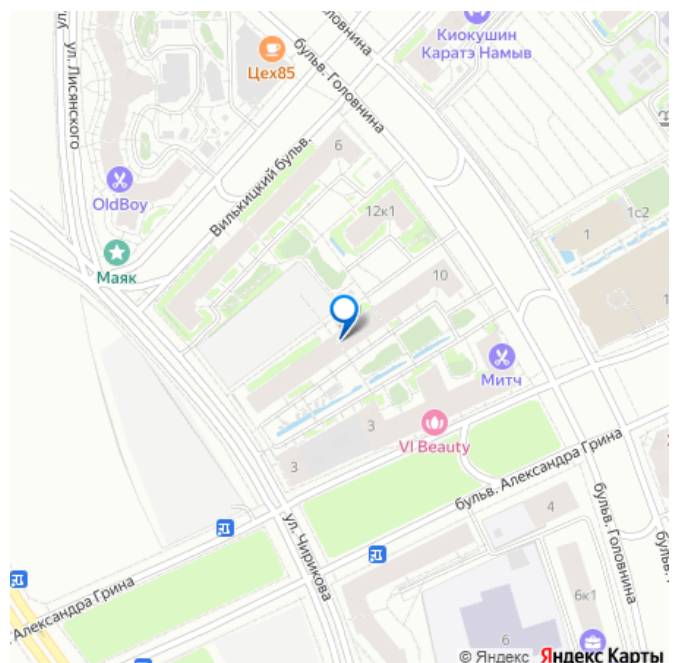 Головнина
Киокушин
Каратэ Намыв
ул. Лисянского
Цех85
бульв. Головнина
Вилькицкий бульв.
6
OldBoy
12к1
1с2
1
Маяк
10
1
Митч
3
VI Beauty
3
бульв. Александра Грина
4
ул. Чирикова
бульв. Головнина
бульв.
Александра Грина
6к1
6
© Яндекс Яндекс Карты